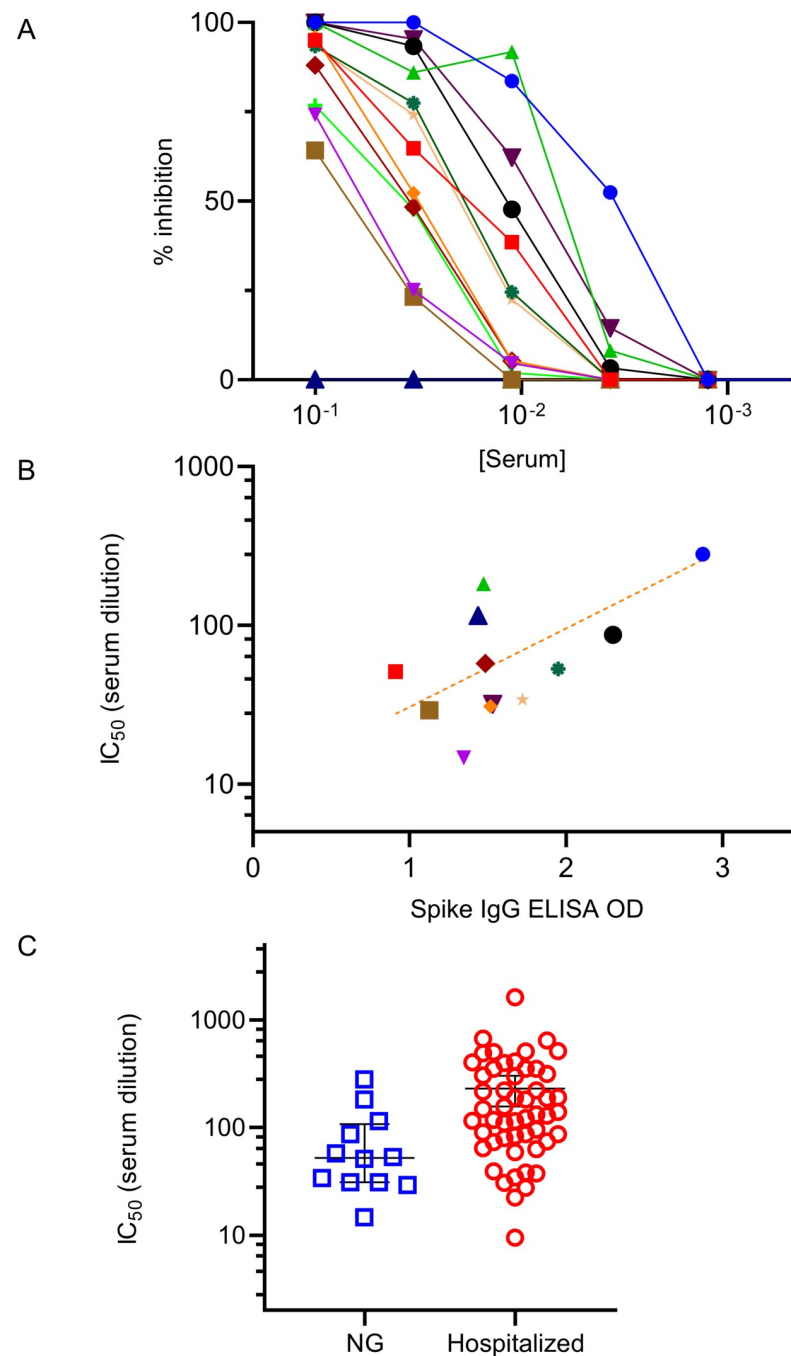 A
100
50
0
% inhibition
10-1
10-2
10-3
[Serum]
B
1000
100
10
IC50 (serum dilution)
0
1
2
3
Spike IgG ELISA OD
C
1000
100
10
IC50 (serum dilution)
NG
Hospitalized